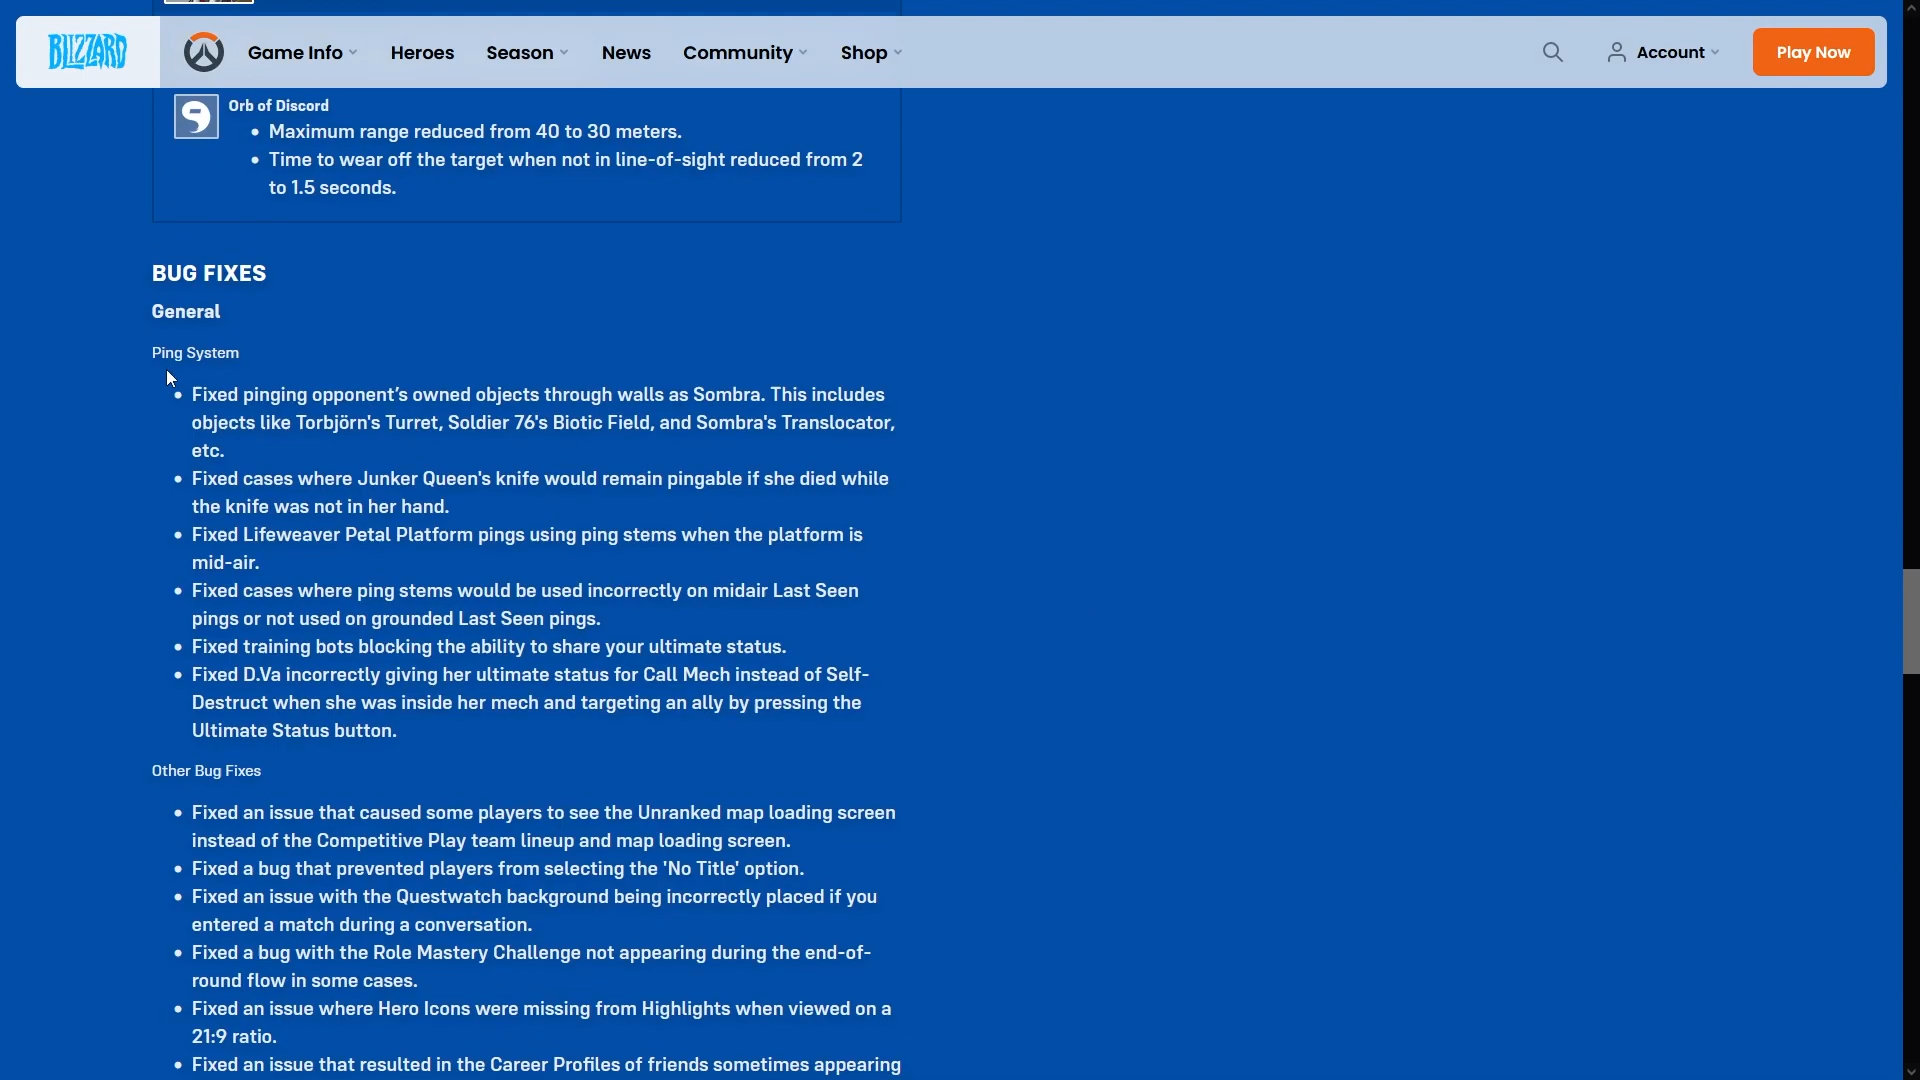 BLIZZARD
Game Info
Heroes
Season
News
Community
Shop
Account
Play Now
Orb of Discord
• Maximum range reduced from 40 to 30 meters.
• Time to wear off the target when not in line-of-sight reduced from 2
to 1.5 seconds.
BUG FIXES
General
Ping System
• Fixed pinging opponent’s owned objects through walls as Sombra. This includes
objects like Torbjörn's Turret, Soldier 76's Biotic Field, and Sombra's Translocator,
etc.
• Fixed cases where Junker Queen's knife would remain pingable if she died while
the knife was not in her hand.
• Fixed Lifeweaver Petal Platform pings using ping stems when the platform is
mid-air.
• Fixed cases where ping stems would be used incorrectly on midair Last Seen
pings or not used on grounded Last Seen pings.
• Fixed training bots blocking the ability to share your ultimate status.
• Fixed D.Va incorrectly giving her ultimate status for Call Mech instead of Self-
Destruct when she was inside her mech and targeting an ally by pressing the
Ultimate Status button.
Other Bug Fixes
• Fixed an issue that caused some players to see the Unranked map loading screen
instead of the Competitive Play team lineup and map loading screen.
• Fixed a bug that prevented players from selecting the 'No Title' option.
• Fixed an issue with the Questwatch background being incorrectly placed if you
entered a match during a conversation.
• Fixed a bug with the Role Mastery Challenge not appearing during the end-of-
round flow in some cases.
• Fixed an issue where Hero Icons were missing from Highlights when viewed on a
21:9 ratio.
• Fixed an issue that resulted in the Career Profiles of friends sometimes appearing